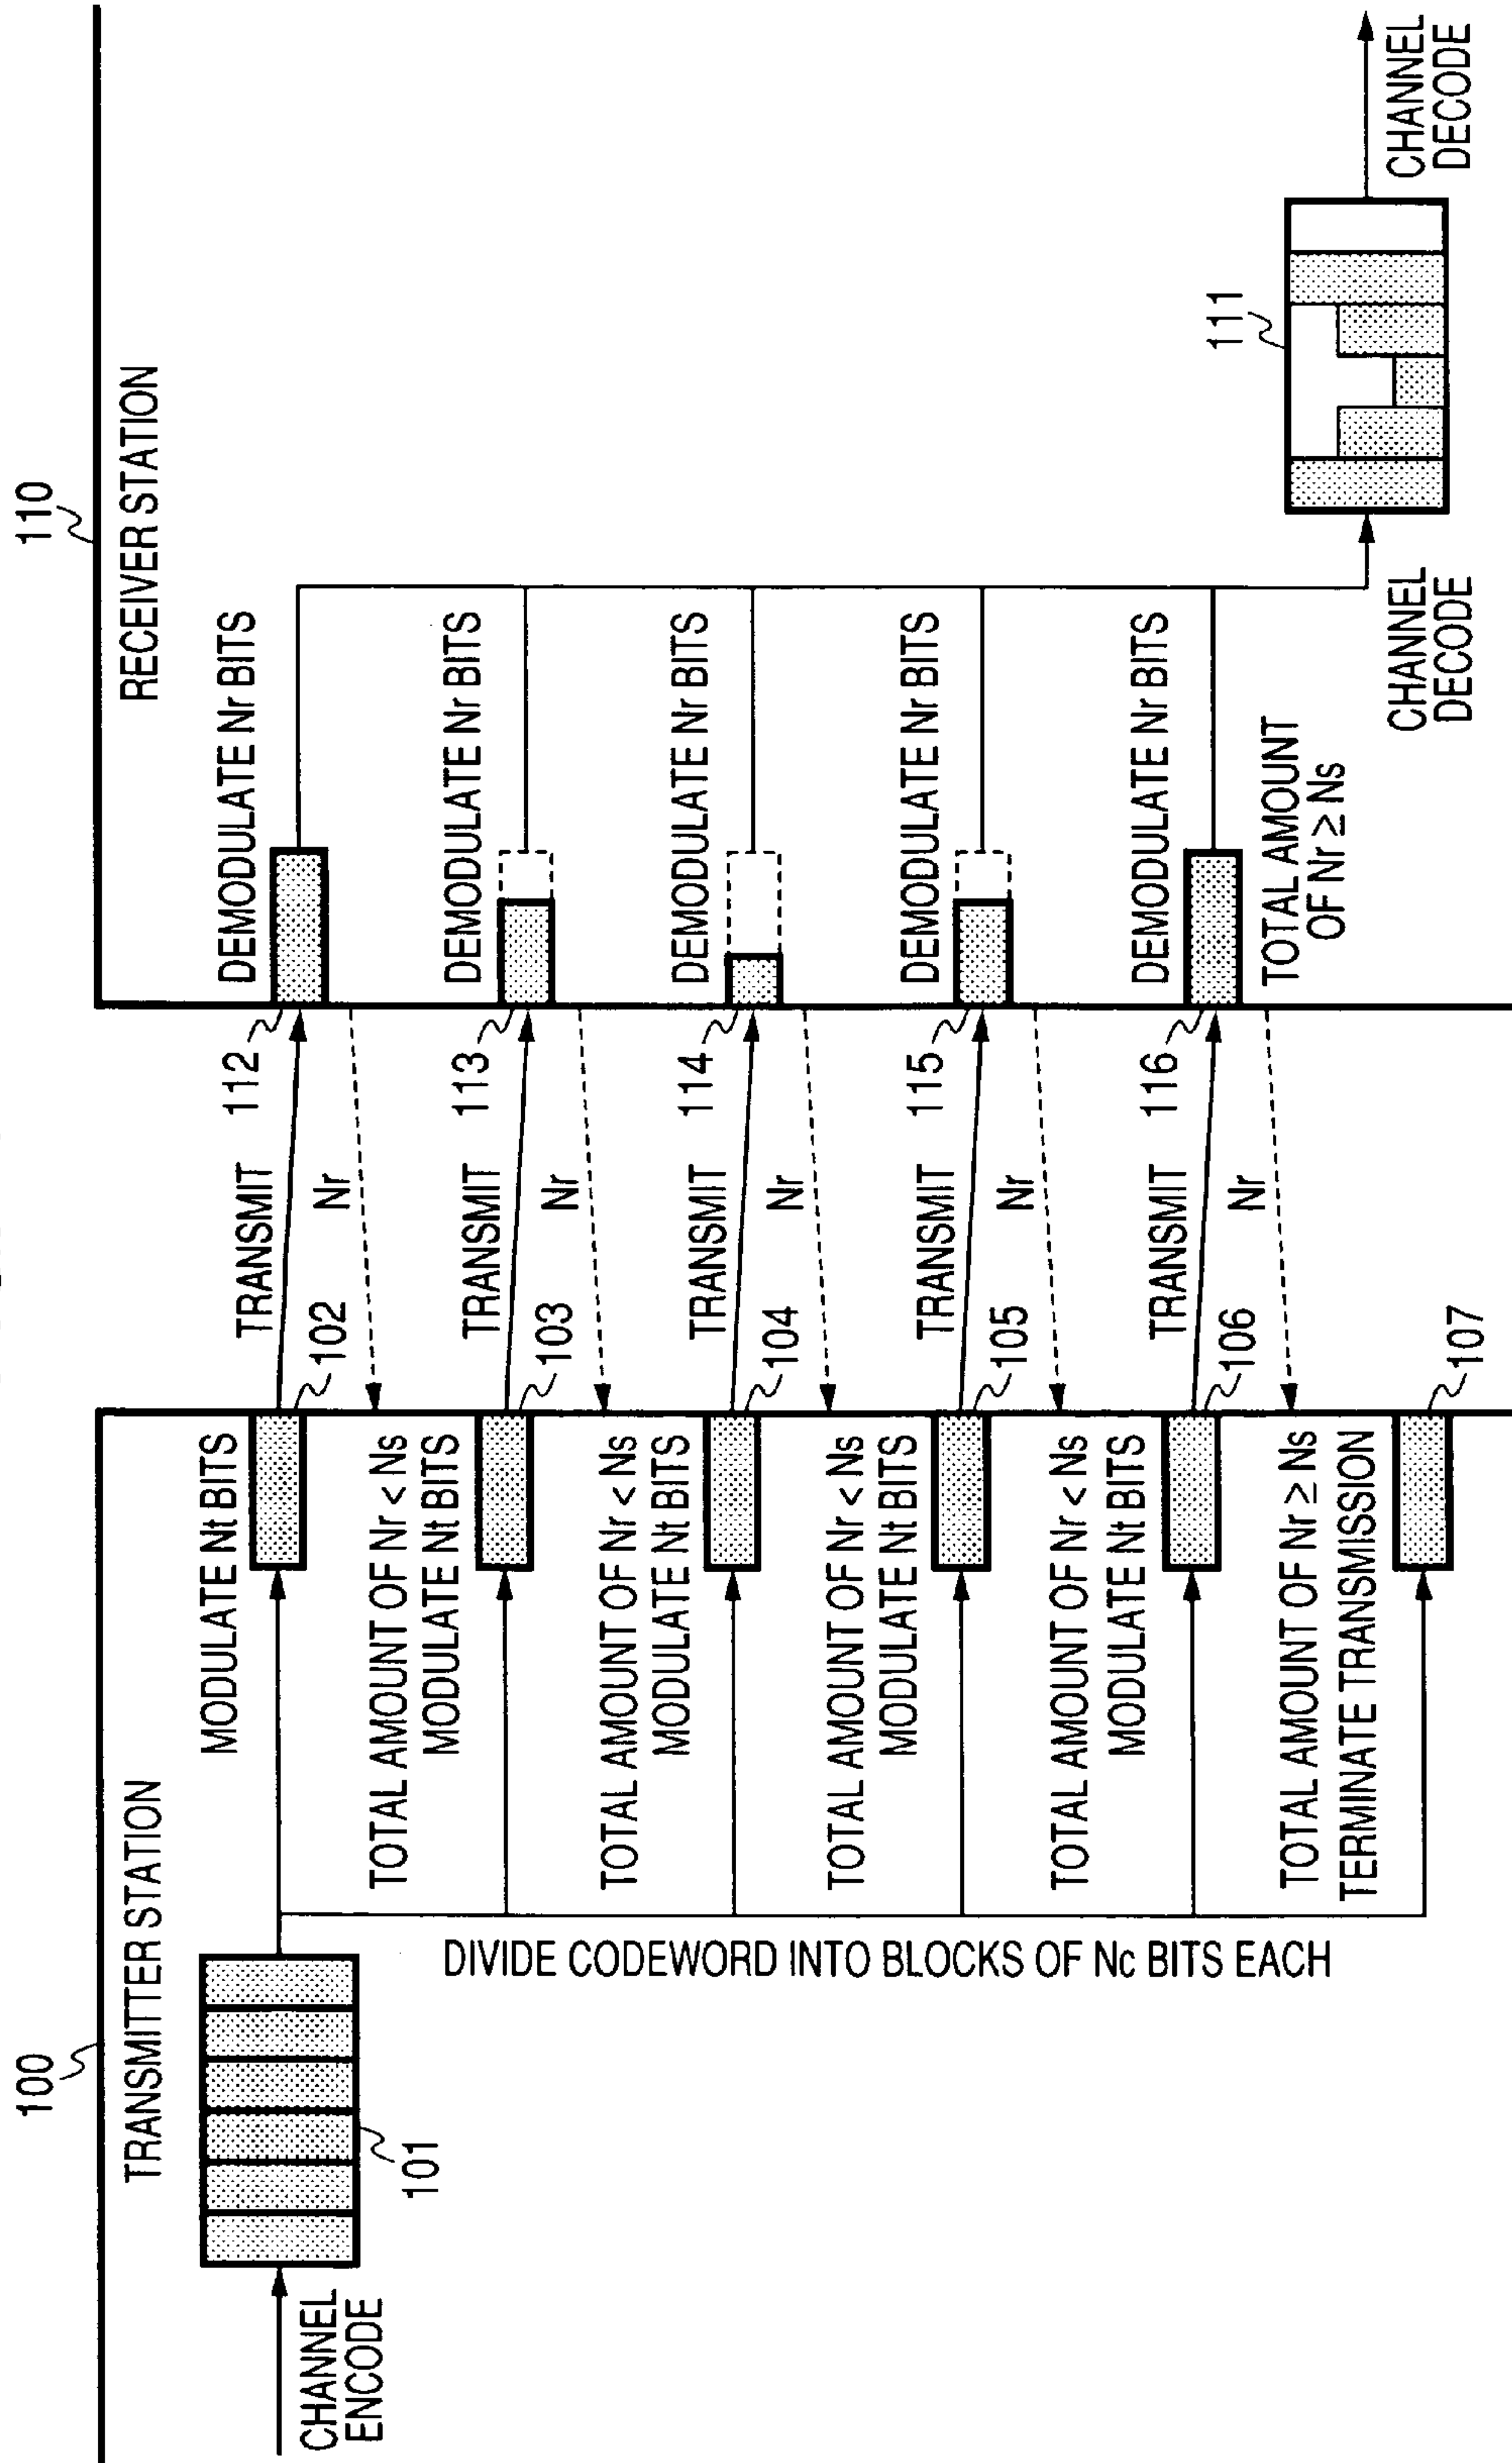 100
TRANSMITTER STATION
CHANNEL
ENCODE
101
DIVIDE CODEWORD INTO BLOCKS OF Nc BITS EACH
MODULATE Nt BITS
102
TOTAL AMOUNT OF Nr < Ns
MODULATE Nt BITS
103
TOTAL AMOUNT OF Nr < Ns
MODULATE Nt BITS
104
TOTAL AMOUNT OF Nr < Ns
MODULATE Nt BITS
105
TOTAL AMOUNT OF Nr < Ns
MODULATE Nt BITS
106
TOTAL AMOUNT OF Nr ≥ Ns
TERMINATE TRANSMISSION
107
TRANSMIT
Nr
TRANSMIT
Nr
TRANSMIT
Nr
TRANSMIT
Nr
TRANSMIT
Nr
110
RECEIVER STATION
112
DEMODULATE Nr BITS
113
DEMODULATE Nr BITS
114
DEMODULATE Nr BITS
115
DEMODULATE Nr BITS
116
DEMODULATE Nr BITS
TOTAL AMOUNT
OF Nr ≥ Ns
CHANNEL
DECODE
111
CHANNEL
DECODE